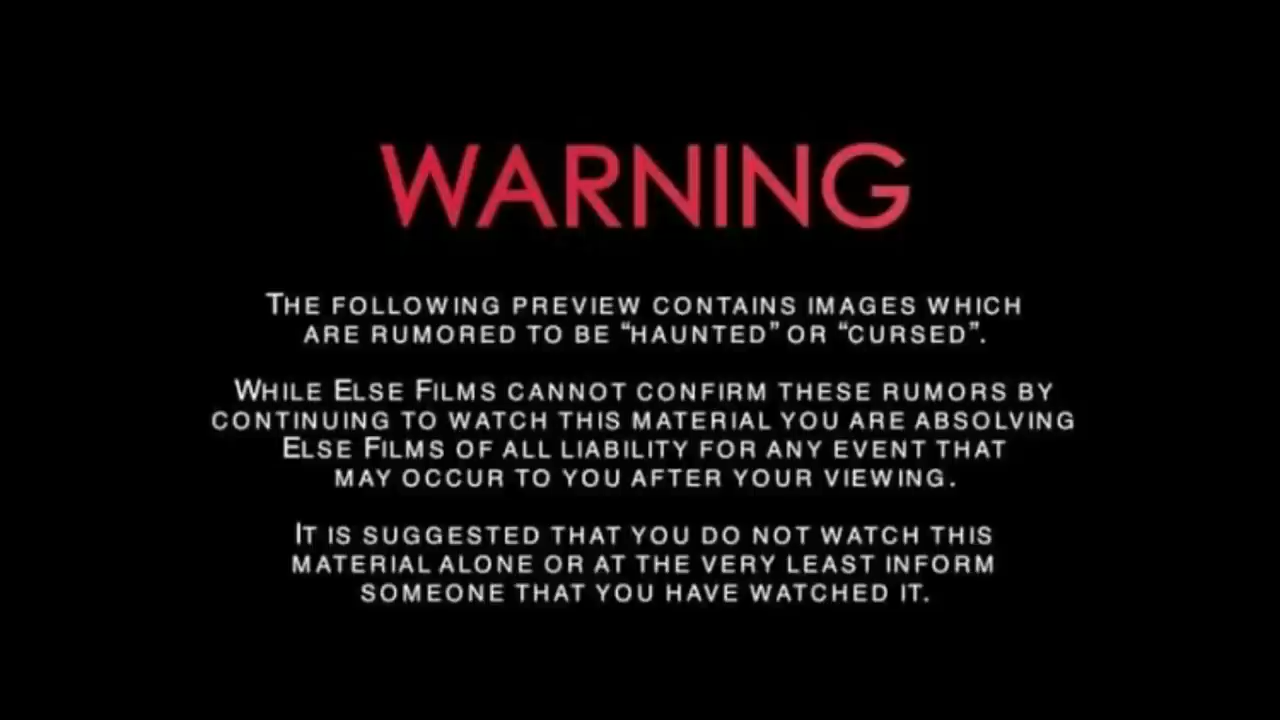 WARNING
THE FOLLOWING PREVIEW CONTAINS IMAGES WHICH
ARE RUMORED TO BE “HAUNTED” OR “CURSED”.
WHILE ELSE FILMS CANNOT CONFIRM THESE RUMORS BY
CONTINUING TO WATCH THIS MATERIAL YOU ARE ABSOLVING
ELSE FILMS OF ALL LIABILITY FOR ANY EVENT THAT
MAY OCCUR TO YOU AFTER YOUR VIEWING.
IT IS SUGGESTED THAT YOU DO NOT WATCH THIS
MATERIAL ALONE OR AT THE VERY LEAST INFORM
SOMEONE THAT YOU HAVE WATCHED IT.